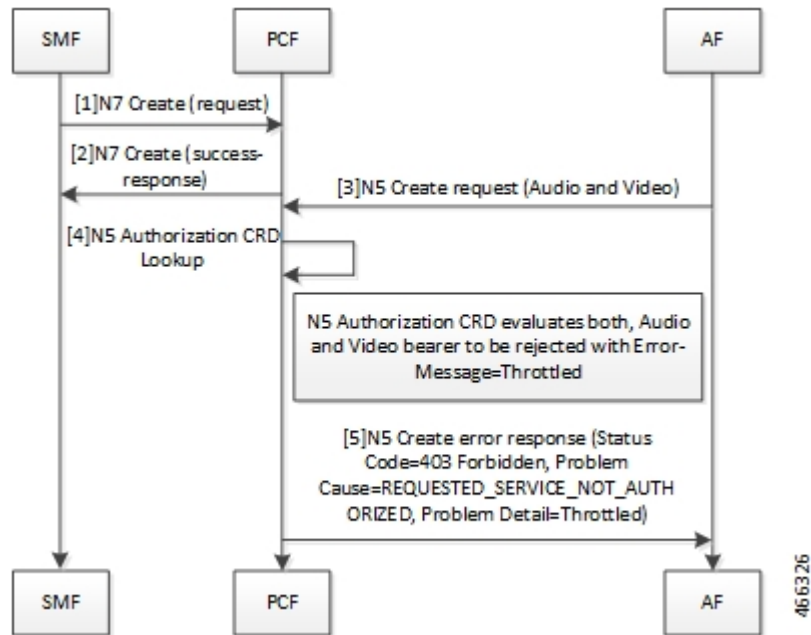 SMF
PCF
AF
[1]N7 Create (request)
[2]N7 Create (success-
response)
[3]N5 Create request (Audio and Video)
[4]N5 Authorization CRD
Lookup
N5 Authorization CRD evaluates both, Audio
and Video bearer to be rejected with Error-
Message=Throttled
[5]N5 Create error response (Status
Code=403 Forbidden, Problem
Cause=REQUESTED_SERVICE_NOT_AUTH
ORIZED, Problem Detail=Throttled)
SMF
PCF
AF
466326